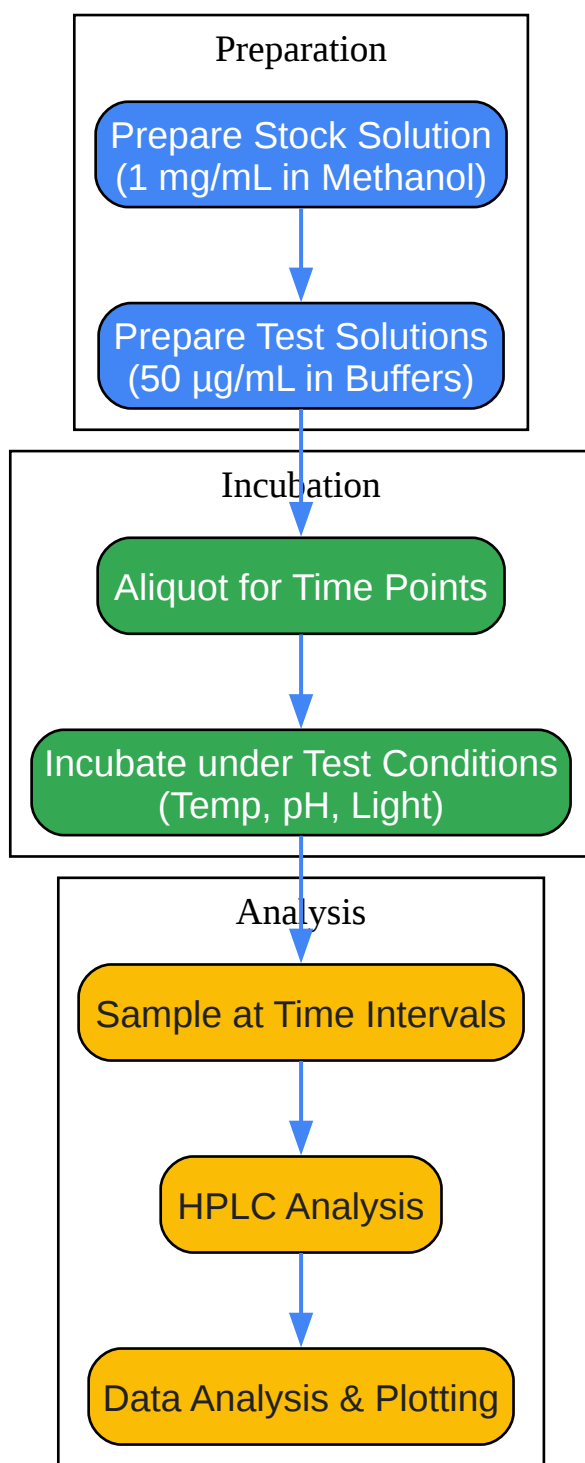 Preparation
Prepare Stock Solution
(1 mg/mL in Methanol)
Prepare Test Solutions
(50 µg/mL in Buffers)
Incubation
Aliquot for Time Points
Incubate under Test Conditions
(Temp, pH, Light)
Analysis
Sample at Time Intervals
HPLC Analysis
Data Analysis & Plotting